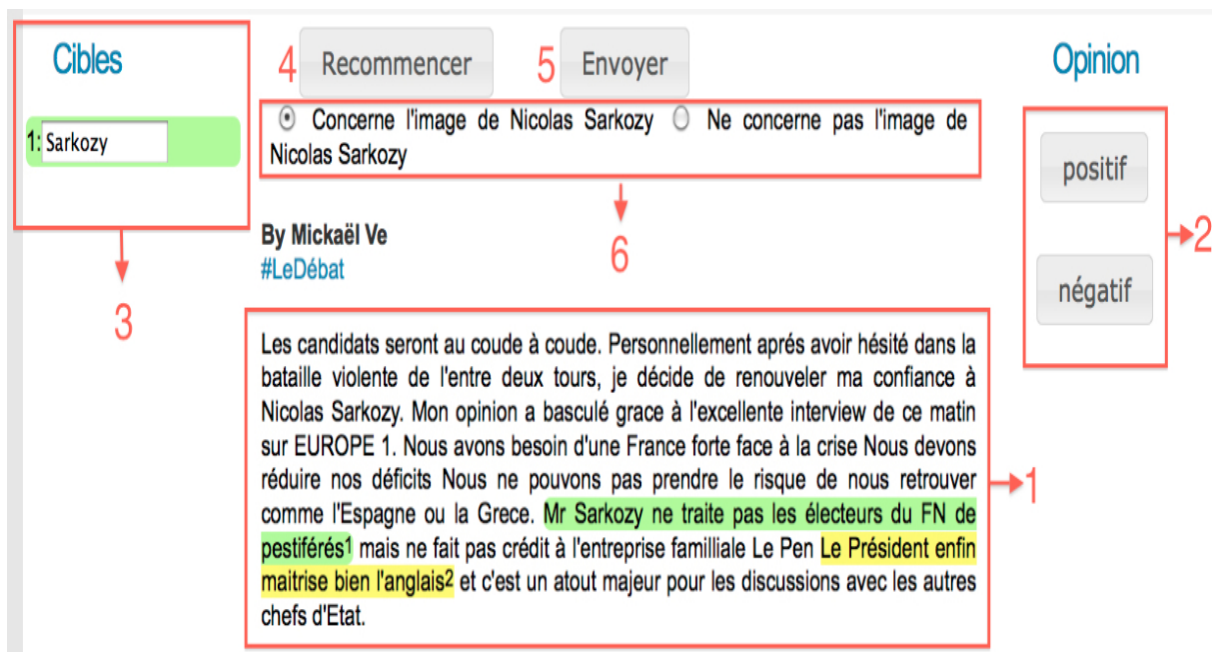 Cibles
4 Recommencer 5 Envoyer
Opinion
1: Sarkozy
Concerne l'image de Nicolas Sarkozy Ne concerne pas l'image de
Nicolas Sarkozy
positif
2
négatif
3
6
By Mickaël Ve
#LeDébat
Les candidats seront au coude à coude. Personnellement aprés avoir hésité dans la
bataille violente de l'entre deux tours, je décide de renouveler ma confiance à
Nicolas Sarkozy. Mon opinion a basculé grace à l'excellente interview de ce matin
sur EUROPE 1. Nous avons besoin d'une France forte face à la crise Nous devons
réduire nos déficits Nous ne pouvons pas prendre le risque de nous retrouver
comme l'Espagne ou la Grece. Mr Sarkozy ne traite pas les électeurs du FN de
pestiférés1 mais ne fait pas crédit à l'entreprise familliale Le Pen Le Président enfin
maitrise bien l'anglais2 et c'est un atout majeur pour les discussions avec les autres
chefs d'Etat.
1